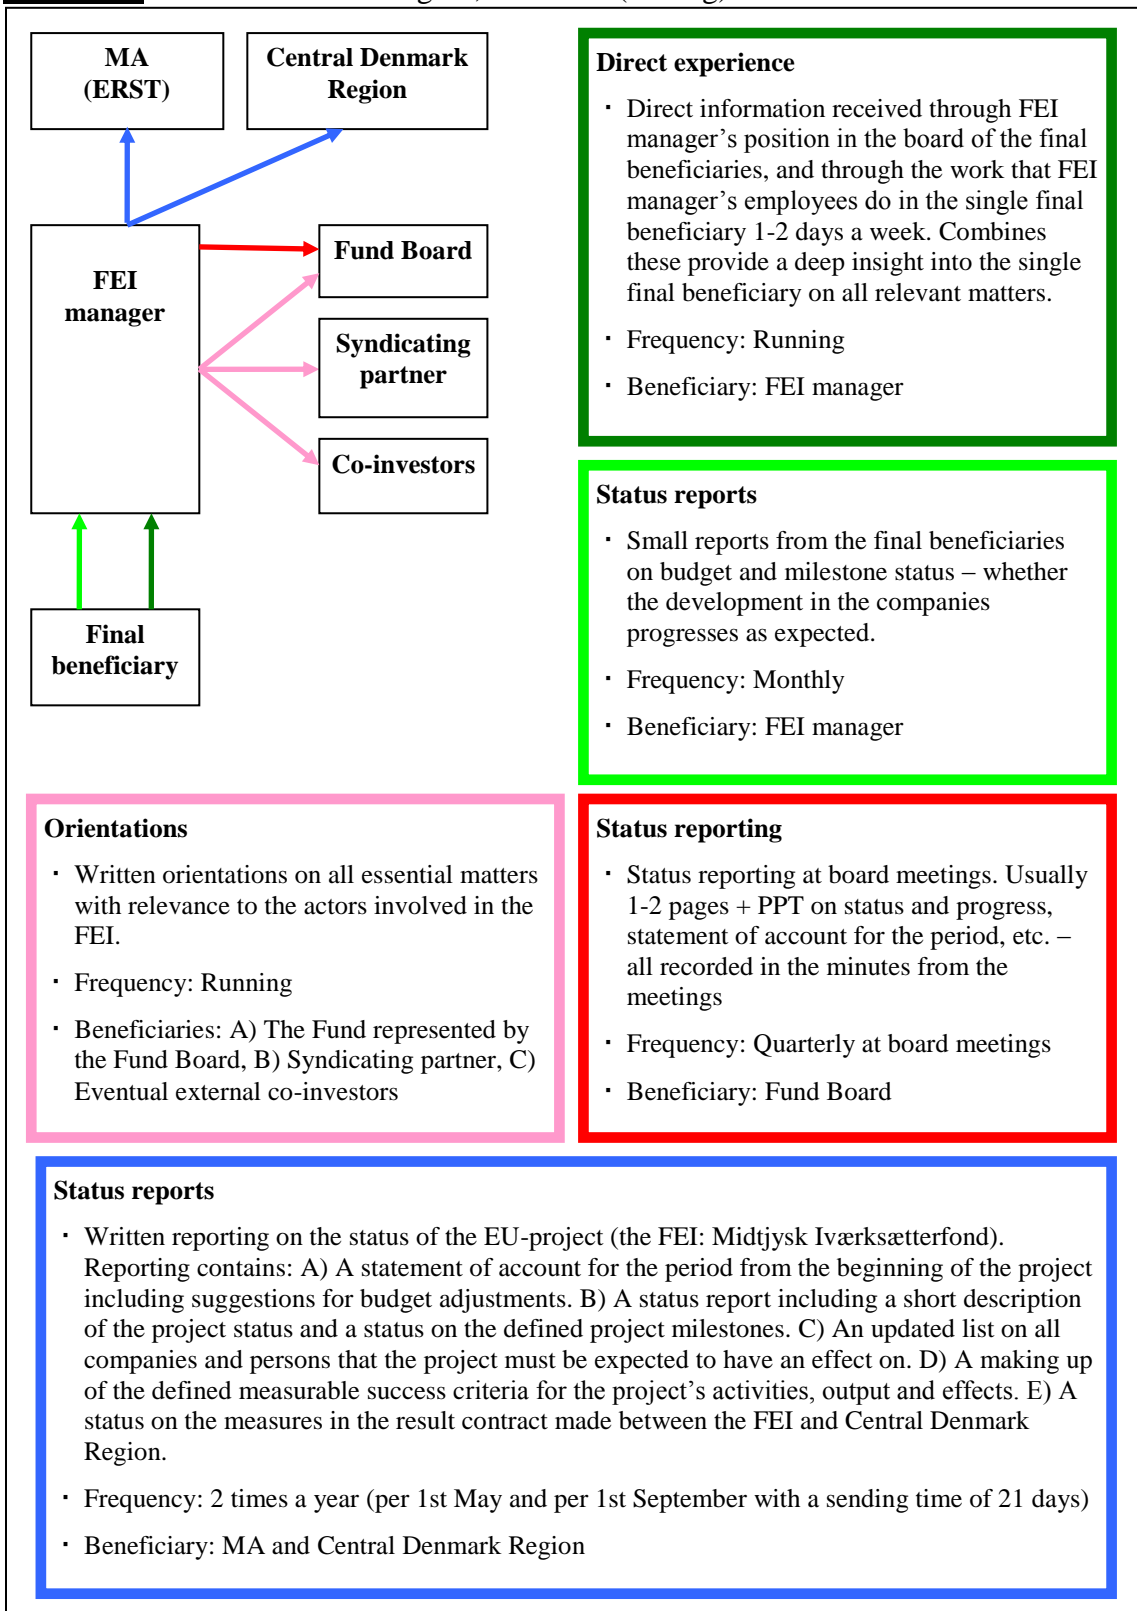 MA
(ERST)
Central Denmark
Region
FEI
manager
Fund Board
Syndicating
partner
Co-investors
Final
beneficiary
Direct experience
· Direct information received through FEI
manager’s position in the board of the final
beneficiaries, and through the work that FEI
manager’s employees do in the single final
beneficiary 1-2 days a week. Combines
these provide a deep insight into the single
final beneficiary on all relevant matters.
· Frequency: Running
· Beneficiary: FEI manager
Status reports
· Small reports from the final beneficiaries
on budget and milestone status – whether
the development in the companies
progresses as expected.
· Frequency: Monthly
· Beneficiary: FEI manager
Orientations
· Written orientations on all essential matters
with relevance to the actors involved in the
FEI.
· Frequency: Running
· Beneficiaries: A) The Fund represented by
the Fund Board, B) Syndicating partner, C)
Eventual external co-investors
Status reporting
· Status reporting at board meetings. Usually
1-2 pages + PPT on status and progress,
statement of account for the period, etc. –
all recorded in the minutes from the
meetings
· Frequency: Quarterly at board meetings
· Beneficiary: Fund Board
Status reports
· Written reporting on the status of the EU-project (the FEI: Midtjysk Iværksætterfond).
Reporting contains: A) A statement of account for the period from the beginning of the project
including suggestions for budget adjustments. B) A status report including a short description
of the project status and a status on the defined project milestones. C) An updated list on all
companies and persons that the project must be expected to have an effect on. D) A making up
of the defined measurable success criteria for the project’s activities, output and effects. E) A
status on the measures in the result contract made between the FEI and Central Denmark
Region.
· Frequency: 2 times a year (per 1st May and per 1st September with a sending time of 21 days)
· Beneficiary: MA and Central Denmark Region